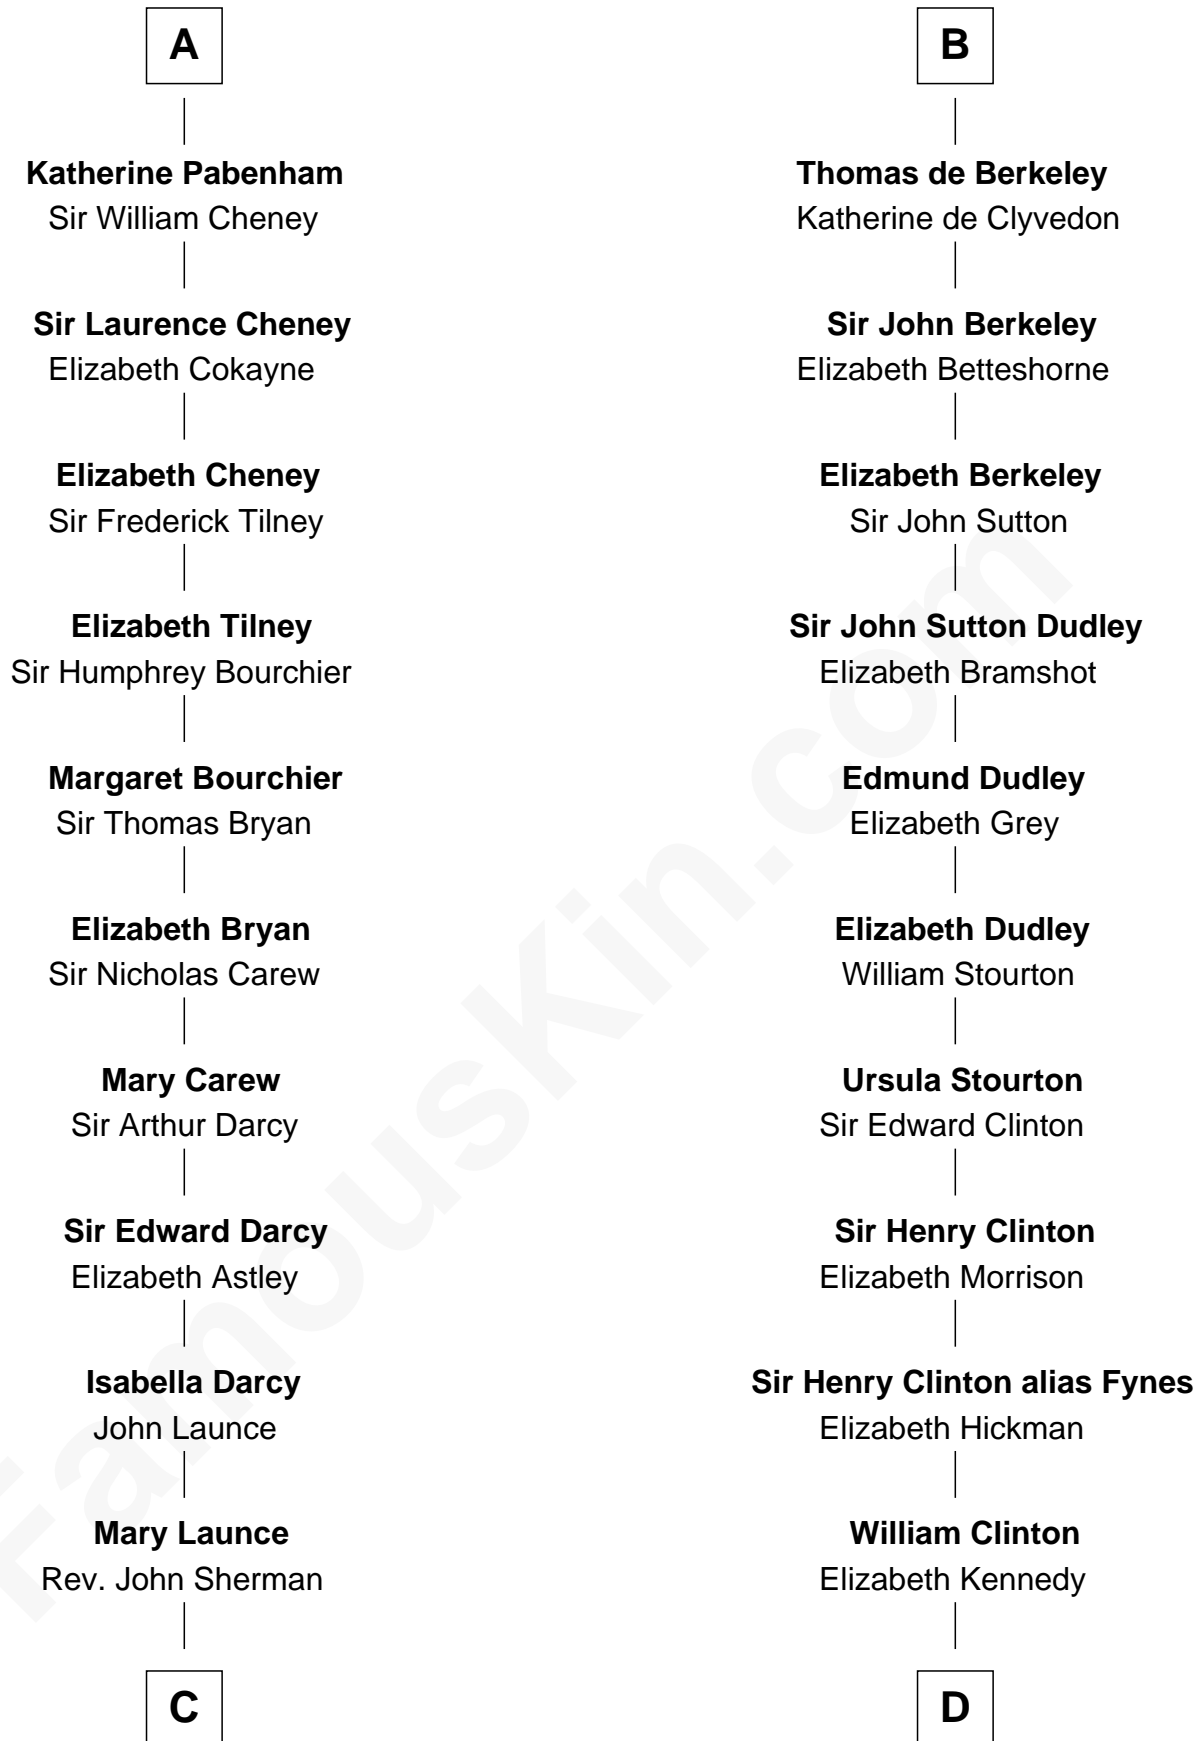 A
Katherine Pabenham
Sir William Cheney
Sir Laurence Cheney
Elizabeth Cokayne
Elizabeth Cheney
Sir Frederick Tilney
Elizabeth Tilney
Sir Humphrey Bourchier
Margaret Bourchier
Sir Thomas Bryan
Elizabeth Bryan
Sir Nicholas Carew
Mary Carew
Sir Arthur Darcy
Sir Edward Darcy
Elizabeth Astley
Isabella Darcy
John Launce
Mary Launce
Rev. John Sherman
C
B
Thomas de Berkeley
Katherine de Clyvedon
Sir John Berkeley
Elizabeth Betteshorne
Elizabeth Berkeley
Sir John Sutton
Sir John Sutton Dudley
Elizabeth Bramshot
Edmund Dudley
Elizabeth Grey
Elizabeth Dudley
William Stourton
Ursula Stourton
Sir Edward Clinton
Sir Henry Clinton
Elizabeth Morrison
Sir Henry Clinton alias Fynes
Elizabeth Hickman
William Clinton
Elizabeth Kennedy
D
FamousKin.com